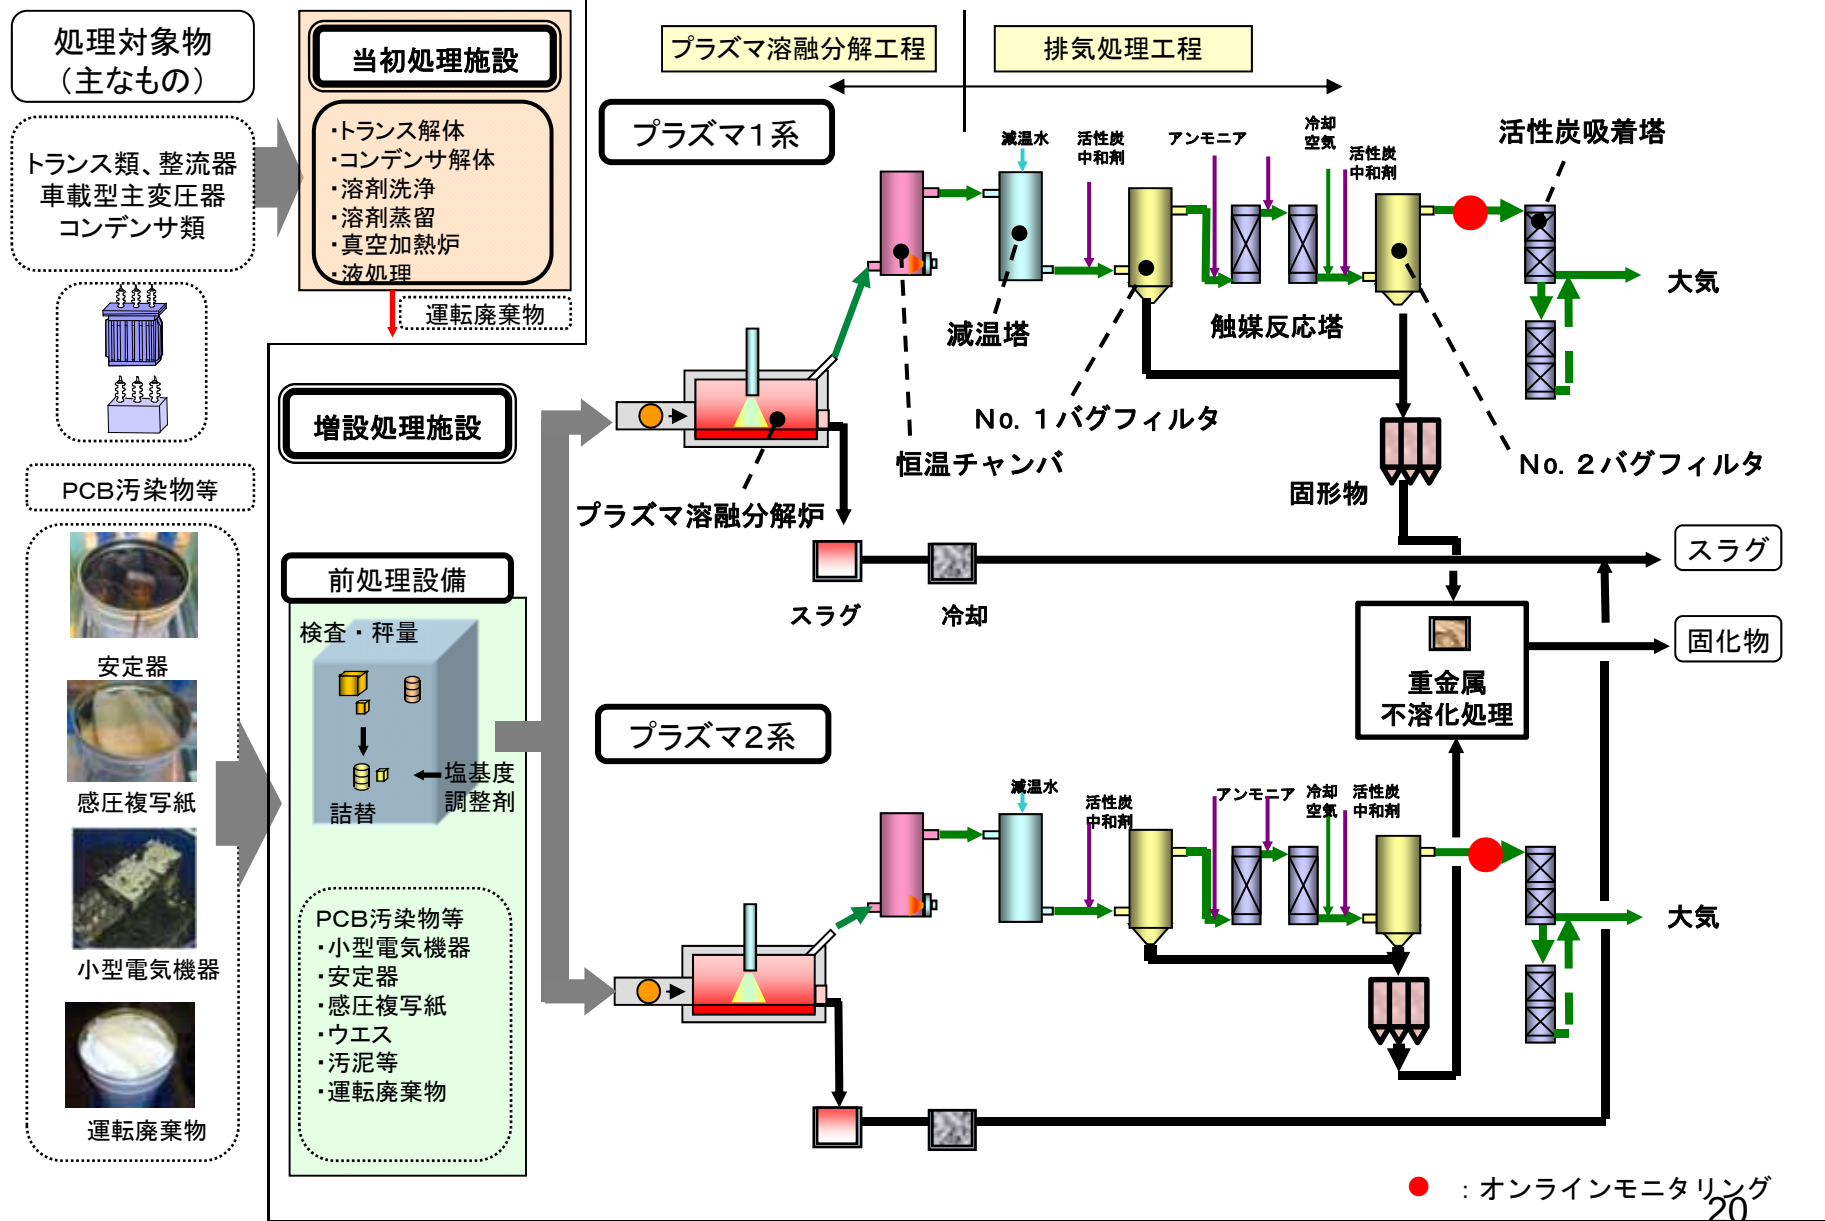 処理対象物
（主なもの）
トランス類、整流器
車載型主変圧器
コンデンサ類
当初処理施設
・トランス解体
・コンデンサ解体
・溶剤洗浄
・溶剤蒸留
・真空加熱炉
・液処理
運転廃棄物
プラズマ溶融分解工程
排気処理工程
プラズマ１系
減温水
活性炭
中和剤
アンモニア
冷却
空気
活性炭
中和剤
活性炭吸着塔
大気
減温塔
触媒反応塔
No. １バグフィルタ
No. ２バグフィルタ
恒温チャンバ
固形物
プラズマ溶融分解炉
増設処理施設
PCB汚染物等
安定器
感圧複写紙
小型電気機器
運転廃棄物
前処理設備
検査・秤量
詰替
塩基度
調整剤
PCB汚染物等
・小型電気機器
・安定器
・感圧複写紙
・ウエス
・汚泥等
・運転廃棄物
スラグ
冷却
スラグ
固化物
重金属
不溶化処理
プラズマ２系
減温水
活性炭
中和剤
アンモニア
冷却
空気
活性炭
中和剤
大気
：オンラインモニタリング
20